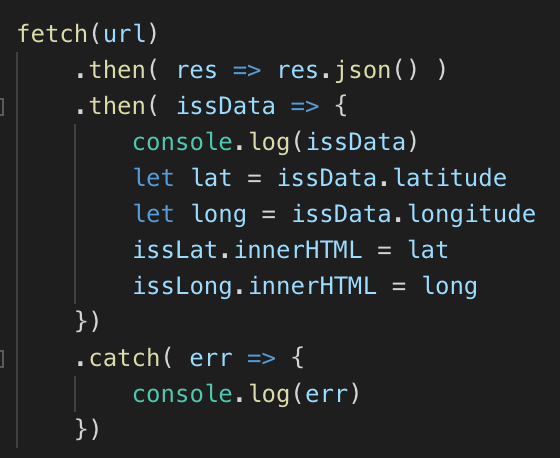 fetch(url)
.then( res => res.json() )
.then( issData => {
console.log(issData)
let lat = issData.latitude
let long = issData.longitude
issLat.innerHTML = lat
issLong.innerHTML = long
})
.catch( err => {
console.log(err)
})